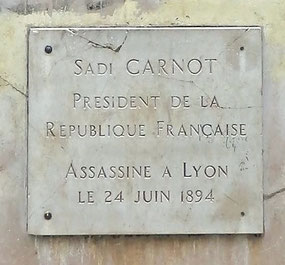 SADI CARNOT
PRESIDENT DE LA
REPUBLIQUE FRANÇAISE
ASSASSINE A LYON
LE 24 JUIN 1894